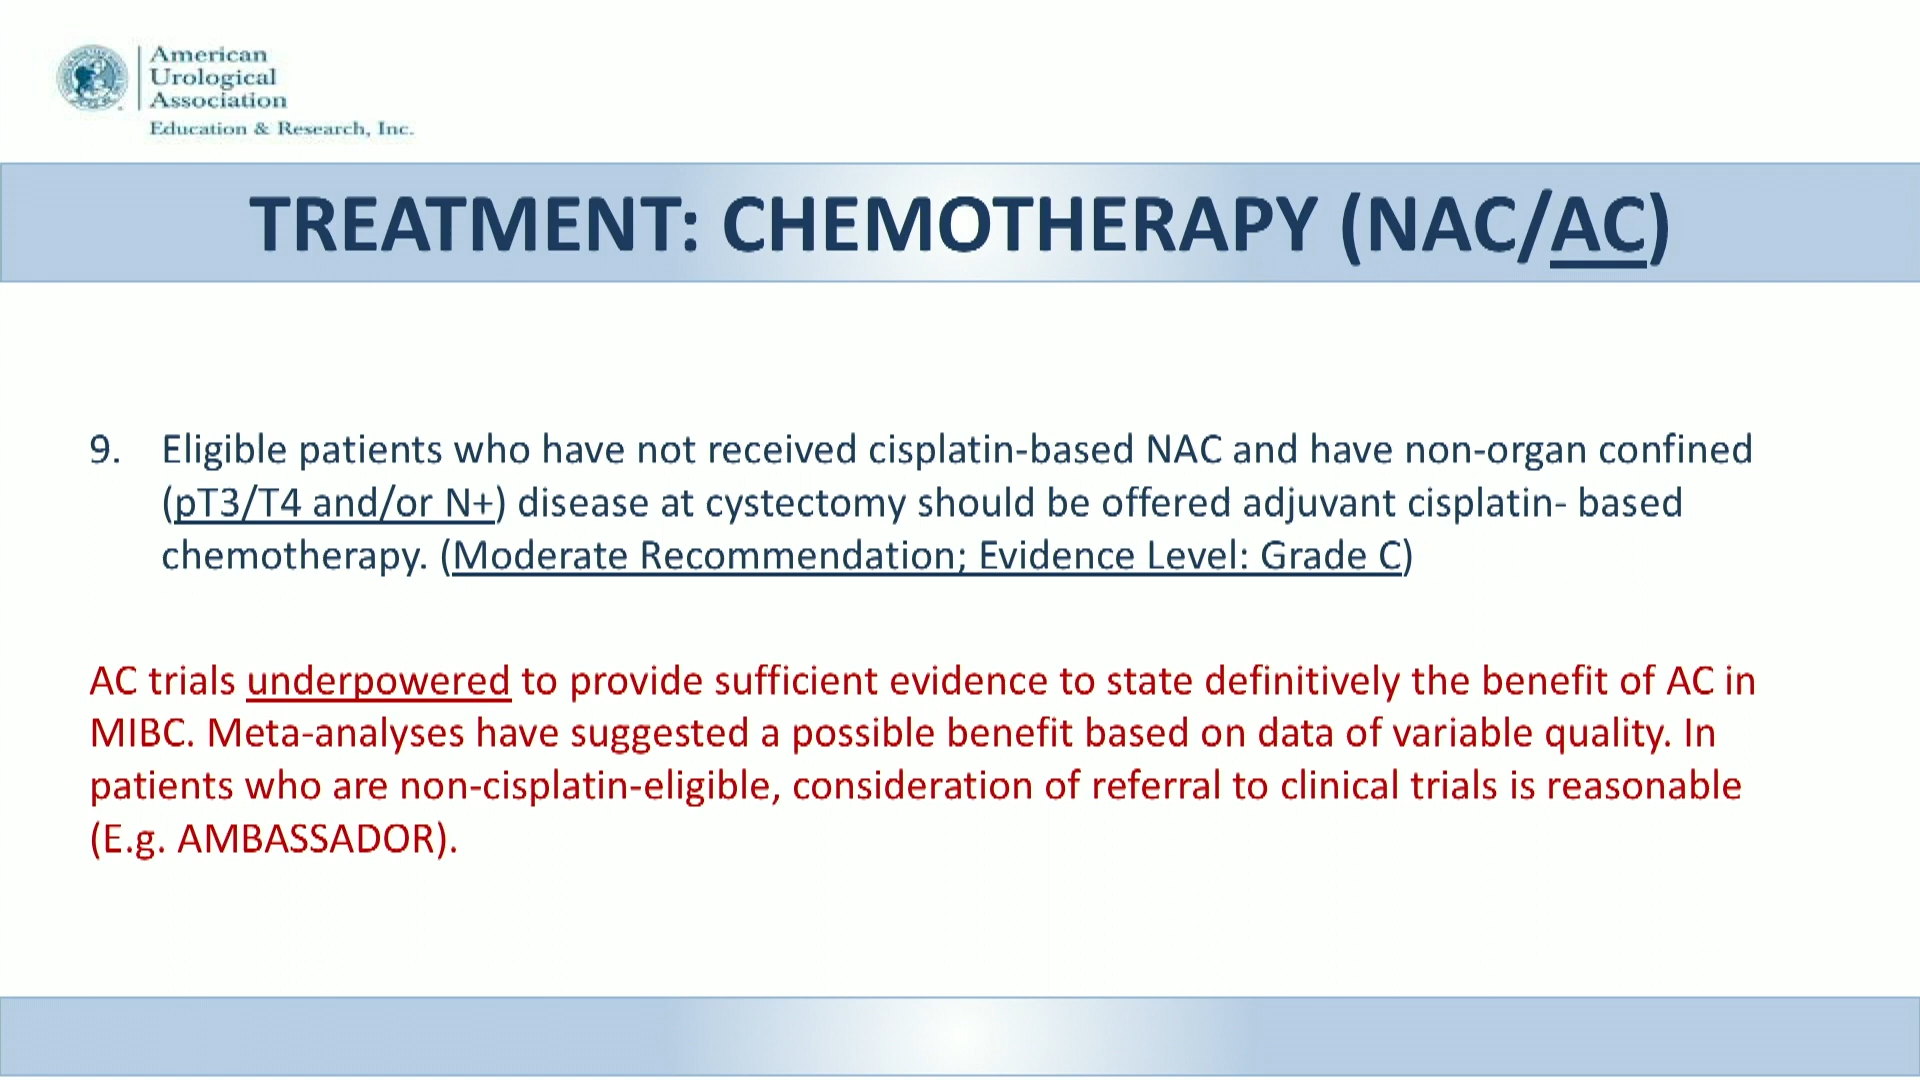 American
Urological
Association
Education & Research, Inc.
TREATMENT: CHEMOTHERAPY (NAC/AC)
9. Eligible patients who have not received cisplatin-based NAC and have non-organ confined
(pT3/T4 and/or N+) disease at cystectomy should be offered adjuvant cisplatin- based
chemotherapy. (Moderate Recommendation; Evidence Level: Grade C)
AC trials underpowered to provide sufficient evidence to state definitively the benefit of AC in
MIBC. Meta-analyses have suggested a possible benefit based on data of variable quality. In
patients who are non-cisplatin-eligible, consideration of referral to clinical trials is reasonable
(E.g. AMBASSADOR).